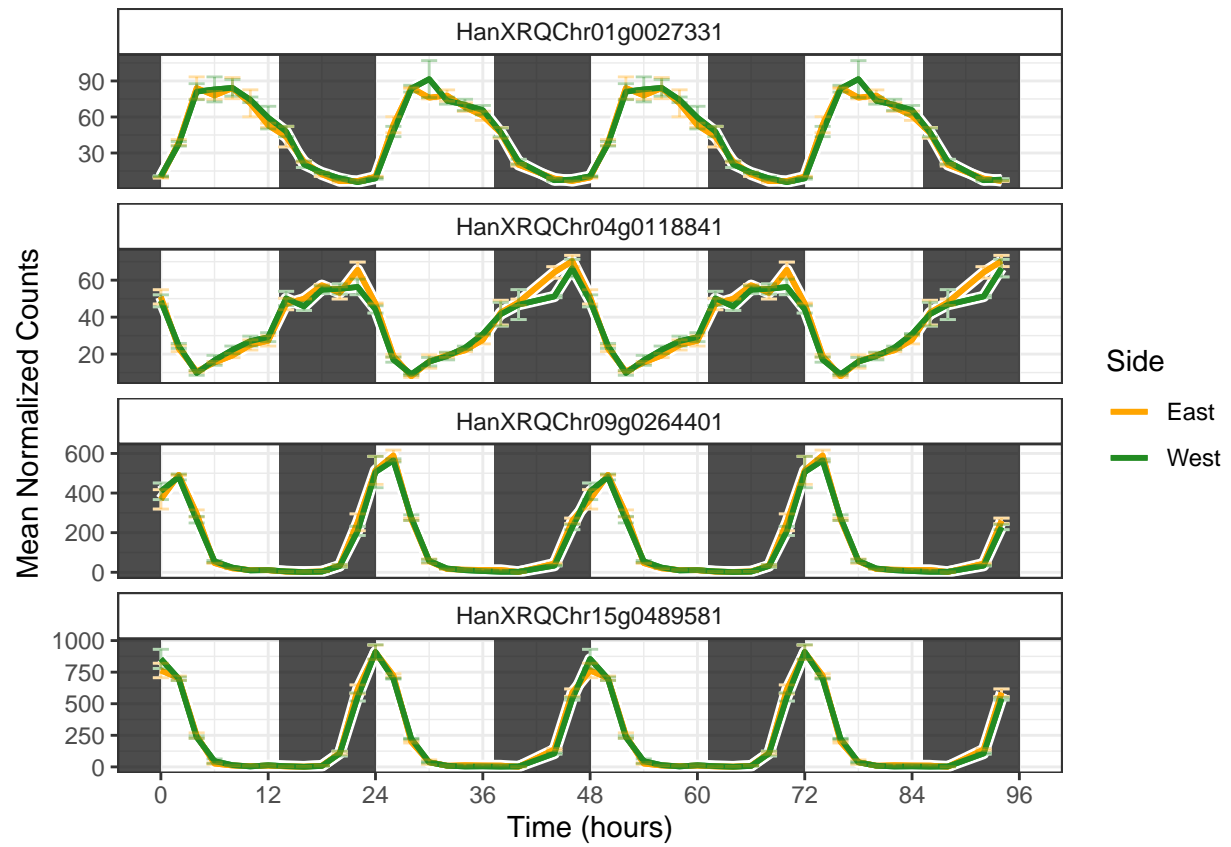 HanXRQChr01g0027331
90
60
30
HanXRQChr04g0118841
60
40
20
HanXRQChr09g0264401
600
400
200
0
HanXRQChr15g0489581
1000
750
500
250
0
0 12 24 36 48 60 72 84 96
Time (hours)
Mean Normalized Counts
Side
East
West